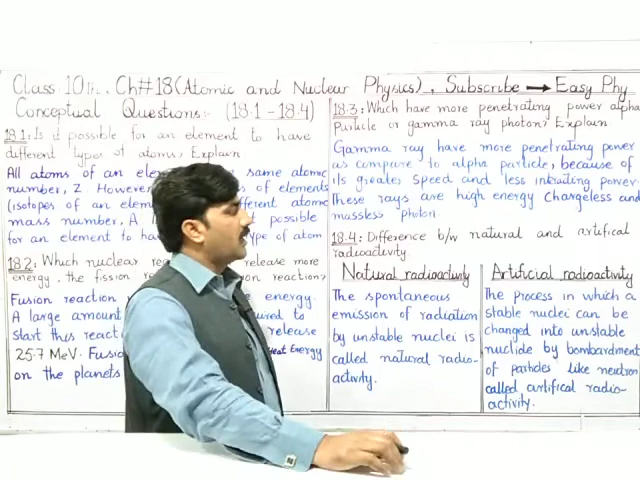 Class 10th, Ch#18 (Atomic and Nuclear Physics), Subscribe → Easy Phy
Conceptual Questions:- (18.1-18.4)
18.1: Is it possible for an element to have
different types of atoms, Explain
All atoms of an ele same atomic
number, Z. Howeve s of elements
(isotopes of an elem fferent atomic
mass number, A t possible
for an element to ha type of atom
18.2: Which nuclear rea release more
energy, the fission re on reaction?
Fusion reaction e energy.
A large amount uired to
start this react release
25.7 MeV. Fusio Heat Energy
on the planets
18.3: Which have more penetrating power alpha
Particle or gamma ray photon? Explain
Gamma ray have more penetrating power
as compare to alpha particle, because of
its greater speed and less power.
These rays are high energy Chargeless and
massless Photon
18.4: Difference b/w natural and artifical
radioactivity.
Natural radioactivity
The spontaneous
emission of radiation
by unstable nuclei is
called natural radio-
activity.
Artificial radioactivity
The process in which a
stable nuclei can be
changed into unstable
nuclide by bombardment
of particles like neutron
called artifical radio-
activity.